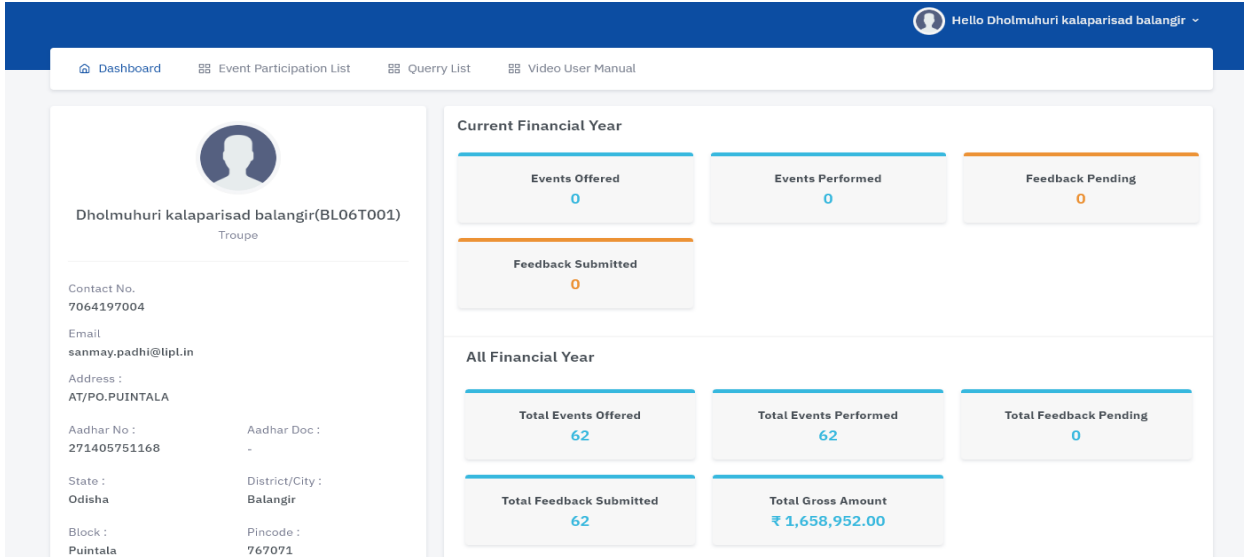 Hello Dholmuhuri kalaparisad balangir
Dashboard Event Participation List Querry List Video User Manual
Dholmuhuri kalaparisad balangir(BL06T001)
Troupe
Contact No.
7064197004
Email
sanmay.padhi@lipl.in
Address :
AT/PO.PUINTALA
Aadhar No : Aadhar Doc :
271405751168 -
State : District/City :
Odisha Balangir
Block : Pincode :
Puintala 767071
Current Financial Year
Events Offered Events Performed Feedback Pending
0 0 0
Feedback Submitted
0
All Financial Year
Total Events Offered Total Events Performed Total Feedback Pending
62 62 0
Total Feedback Submitted Total Gross Amount
62 ₹ 1,658,952.00